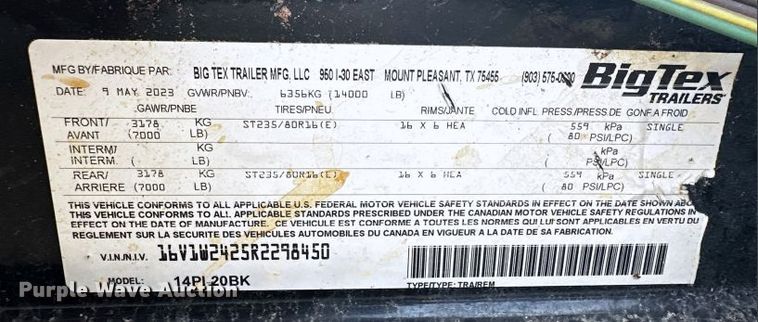 MFG BY/FABRIQUE PAR: BIG TEX TRAILER MFG, LLC 950 I-30 EAST MOUNT PLEASANT, TX 75455 (903) 575-0300
BigTex
TRAILERS
DATE: 9 MAY 2023 GVWR/PNBV: 6356KG (14000 LB)
GAWR/PNBE TIRES/PNEU RIMS/JANTE COLD INFL. PRESS/PRESS DE GONF.A FROID
FRONT/ 3178 KG ST235/80R16(E) 16 X 6 HEA 559 kPa SINGLE
AVANT (7000 LB) ( 80 PSI/LPC)
INTERM/ KG kPa
INTERM. ( LB) ( PSI/LPC)
REAR/ 3178 KG ST235/80R16(E) 16 X 6 HEA 559 kPa SINGLE
ARRIERE (7000 LB) ( 80 PSI/LPC)
THIS VEHICLE CONFORMS TO ALL APPLICABLE U.S. FEDERAL MOTOR VEHICLE SAFETY STANDARDS IN EFFECT ON THE DATE SHOWN ABO
THIS VEHICLE CONFORMS TO ALL APPLICABLE STANDARDS PRESCRIBED UNDER THE CANADIAN MOTOR VEHICLE SAFETY REGULATIONS IN
EFFECT ON THE DATE OF MANUFACTURE / CE VEHICULE EST CONFORME A TOUTES LES NORMES QUI LUI SONT APPLICABLES EN VERTU DU
REGLEMENT SUR LA SECURITE DES VEHICULES AUTOMOBILES DU CANADA EN VIGUEUR A LA DATE DE SA FABRICATION
V.I.N./N.I.V. 16V1W2425R2298450
MODEL: 14PI 20BK TYPE/TYPE: TRA/REM
Purple Wave Auction